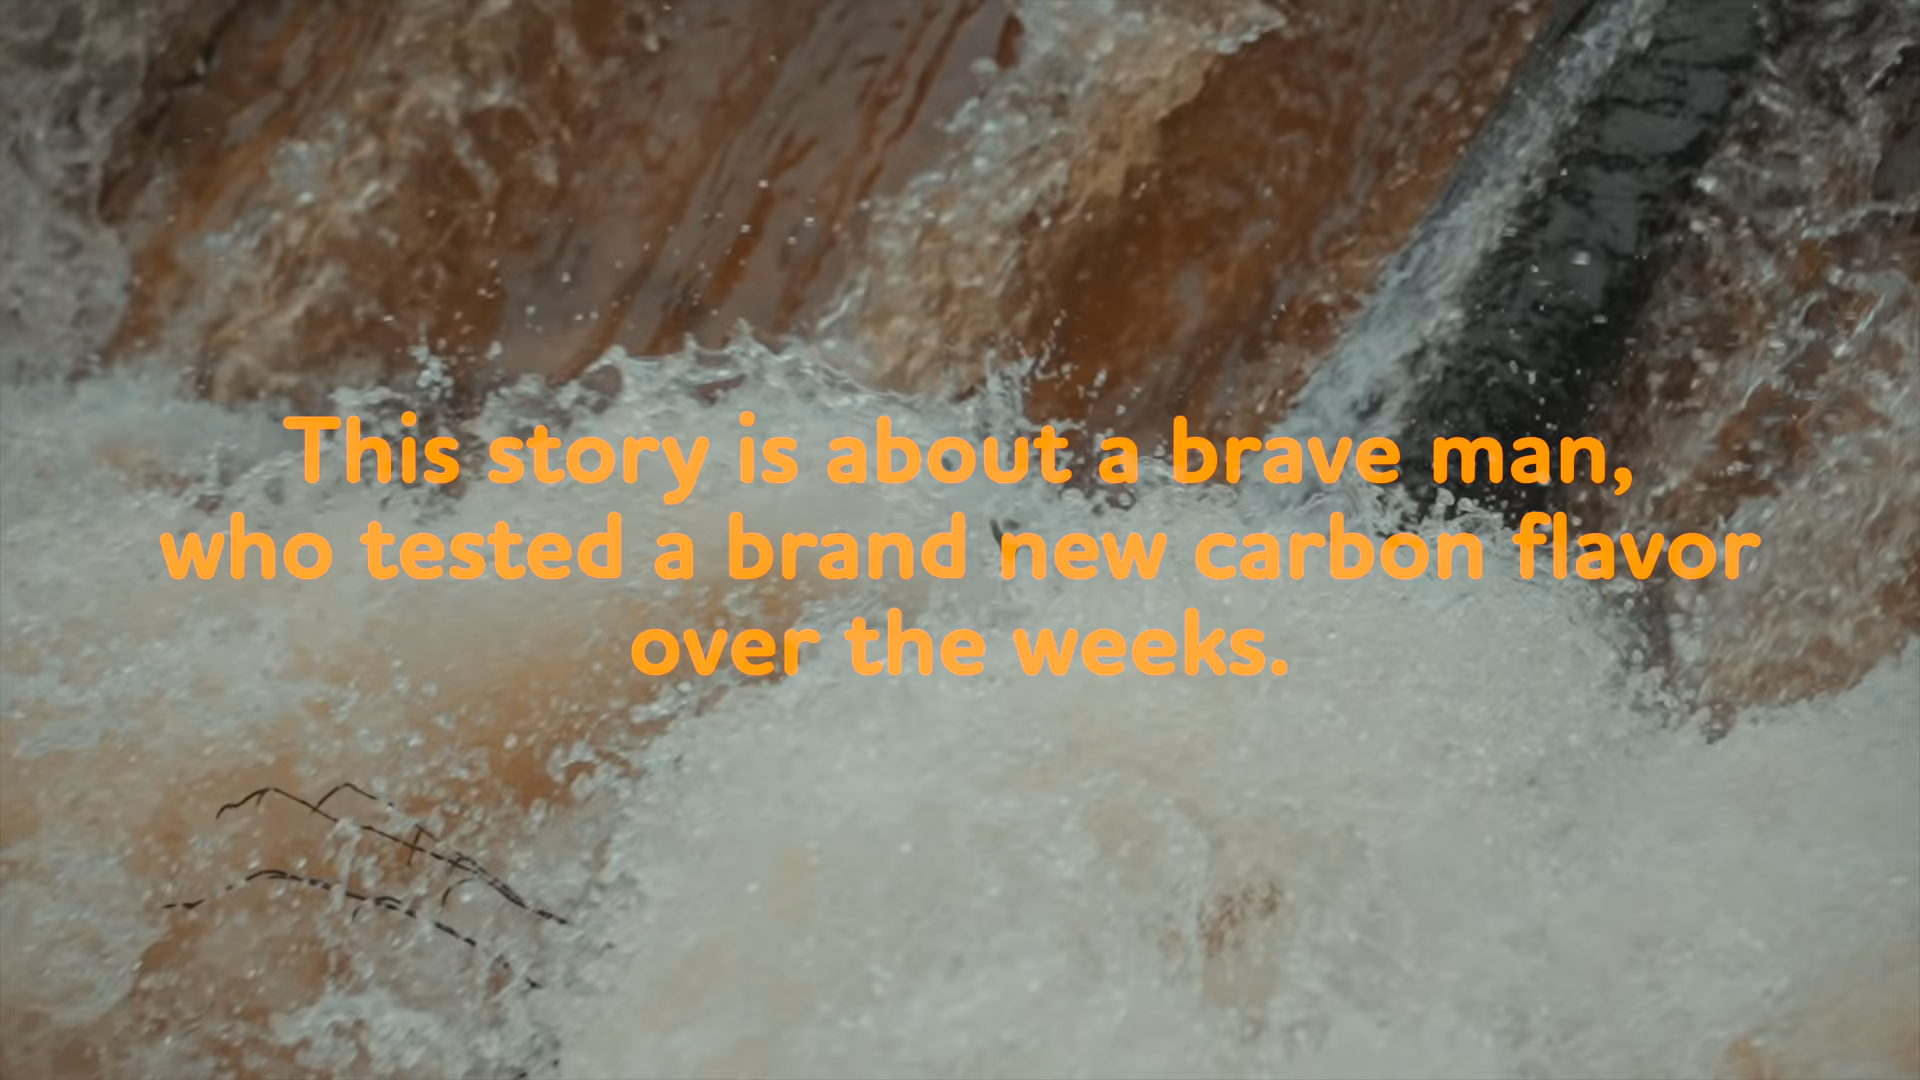 This story is about a brave man,
who tested a brand new carbon flavor
over the weeks.